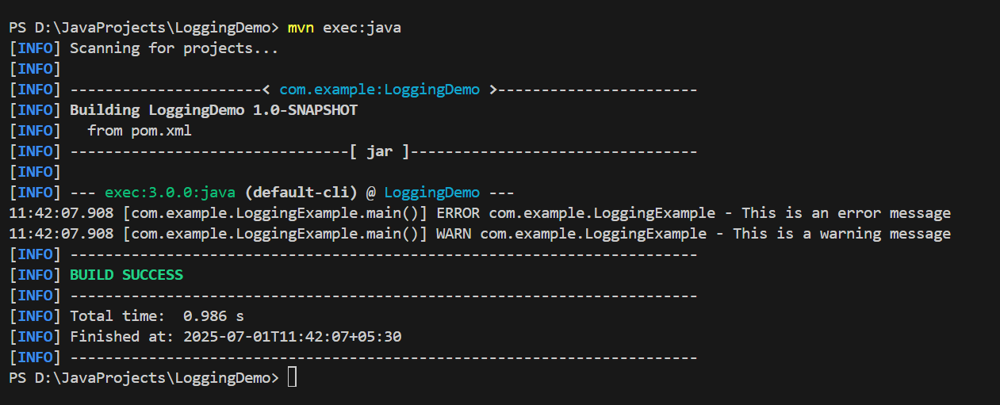 PS D:\JavaProjects\LoggingDemo> mvn exec:java
[INFO] Scanning for projects...
[INFO]
[INFO] ----------------------< com.example:LoggingDemo >-----------------------
[INFO] Building LoggingDemo 1.0-SNAPSHOT
[INFO]   from pom.xml
[INFO] --------------------------------[ jar ]---------------------------------
[INFO]
[INFO] --- exec:3.0.0:java (default-cli) @ LoggingDemo ---
11:42:07.908 [com.example.LoggingExample.main()] ERROR com.example.LoggingExample - This is an error message
11:42:07.908 [com.example.LoggingExample.main()] WARN com.example.LoggingExample - This is a warning message
[INFO] ------------------------------------------------------------------------
[INFO] BUILD SUCCESS
[INFO] ------------------------------------------------------------------------
[INFO] Total time:  0.986 s
[INFO] Finished at: 2025-07-01T11:42:07+05:30
[INFO] ------------------------------------------------------------------------
PS D:\JavaProjects\LoggingDemo>